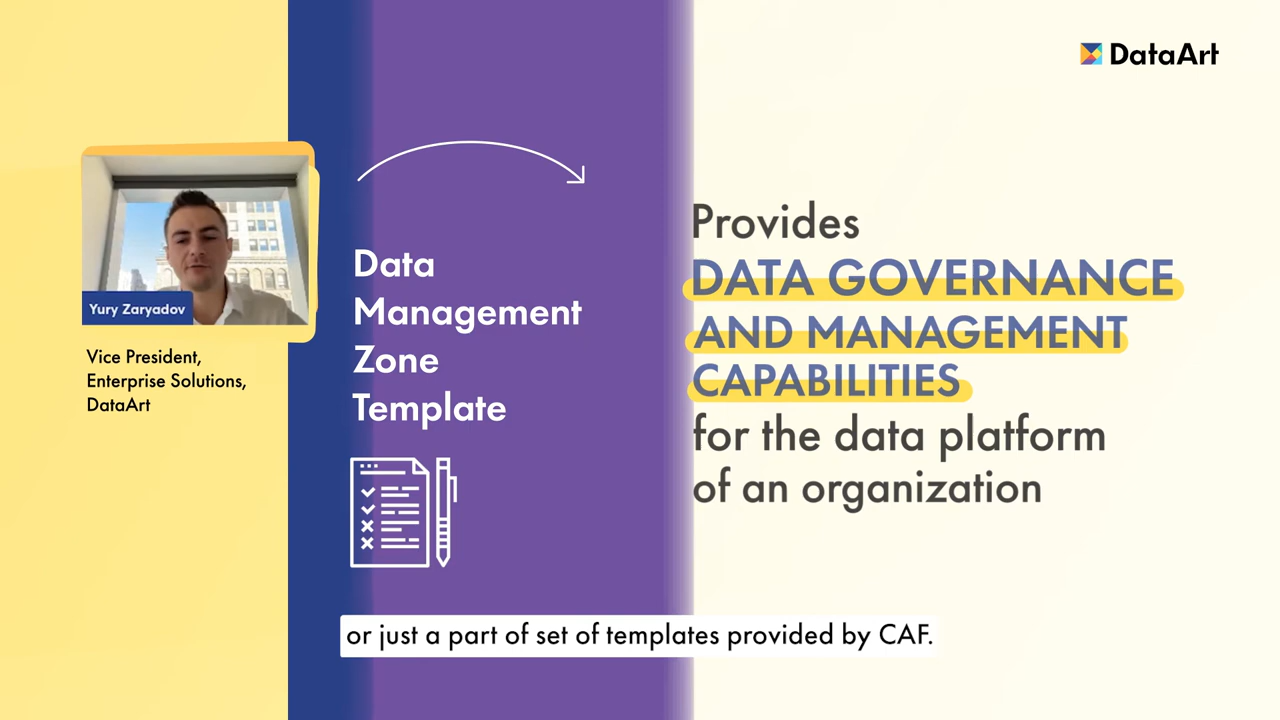 DataArt
Yury Zaryadov
Vice President,
Enterprise Solutions,
DataArt
Data
Management
Zone
Template
Provides
DATA GOVERNANCE
AND MANAGEMENT
CAPABILITIES
for the data platform
of an organization
or just a part of set of templates provided by CAF.